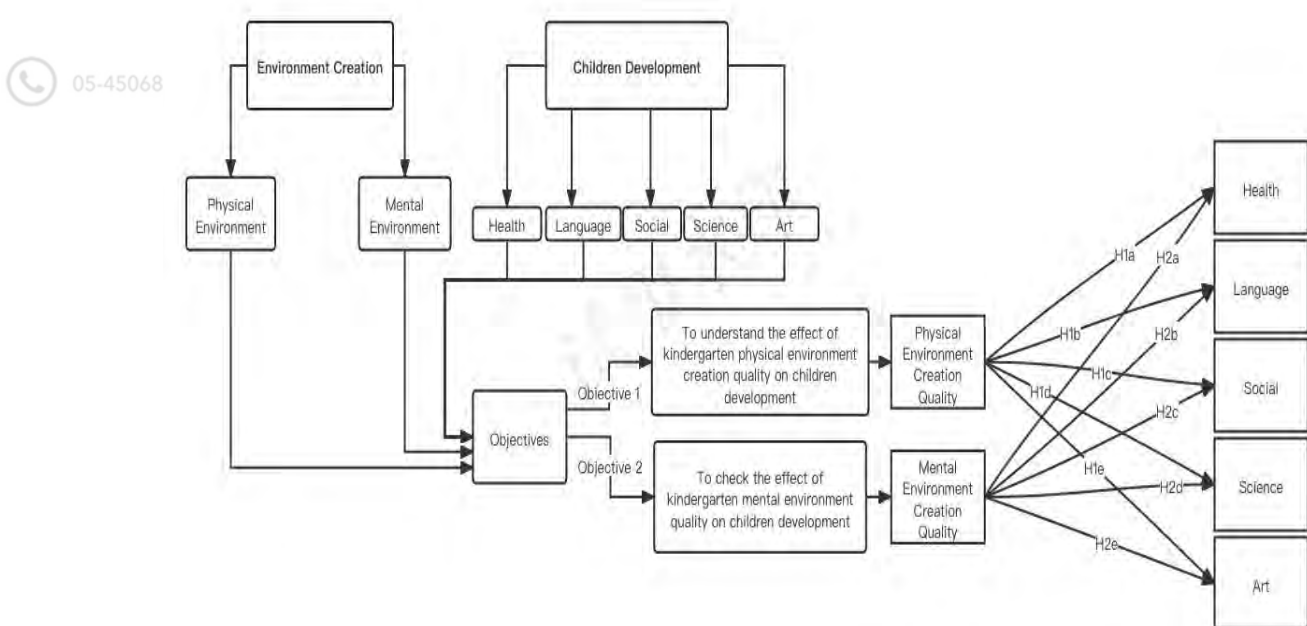 05-45068
Environment Creation
Children Development
Physical
Environment
Mental
Environment
Health
Language
Social
Science
Art
Objectives
Objective 1
Objective 2
To understand the effect of
kindergarten physical environment
creation quality on children
development
To check the effect of
kindergarten mental environment
quality on children development
Physical
Environment
Creation
Quality
Mental
Environment
Creation
Quality
H1a
H2a
H1b
H2b
H1c
H1d
H2c
H1e
H2d
H2e
Health
Language
Social
Science
Art